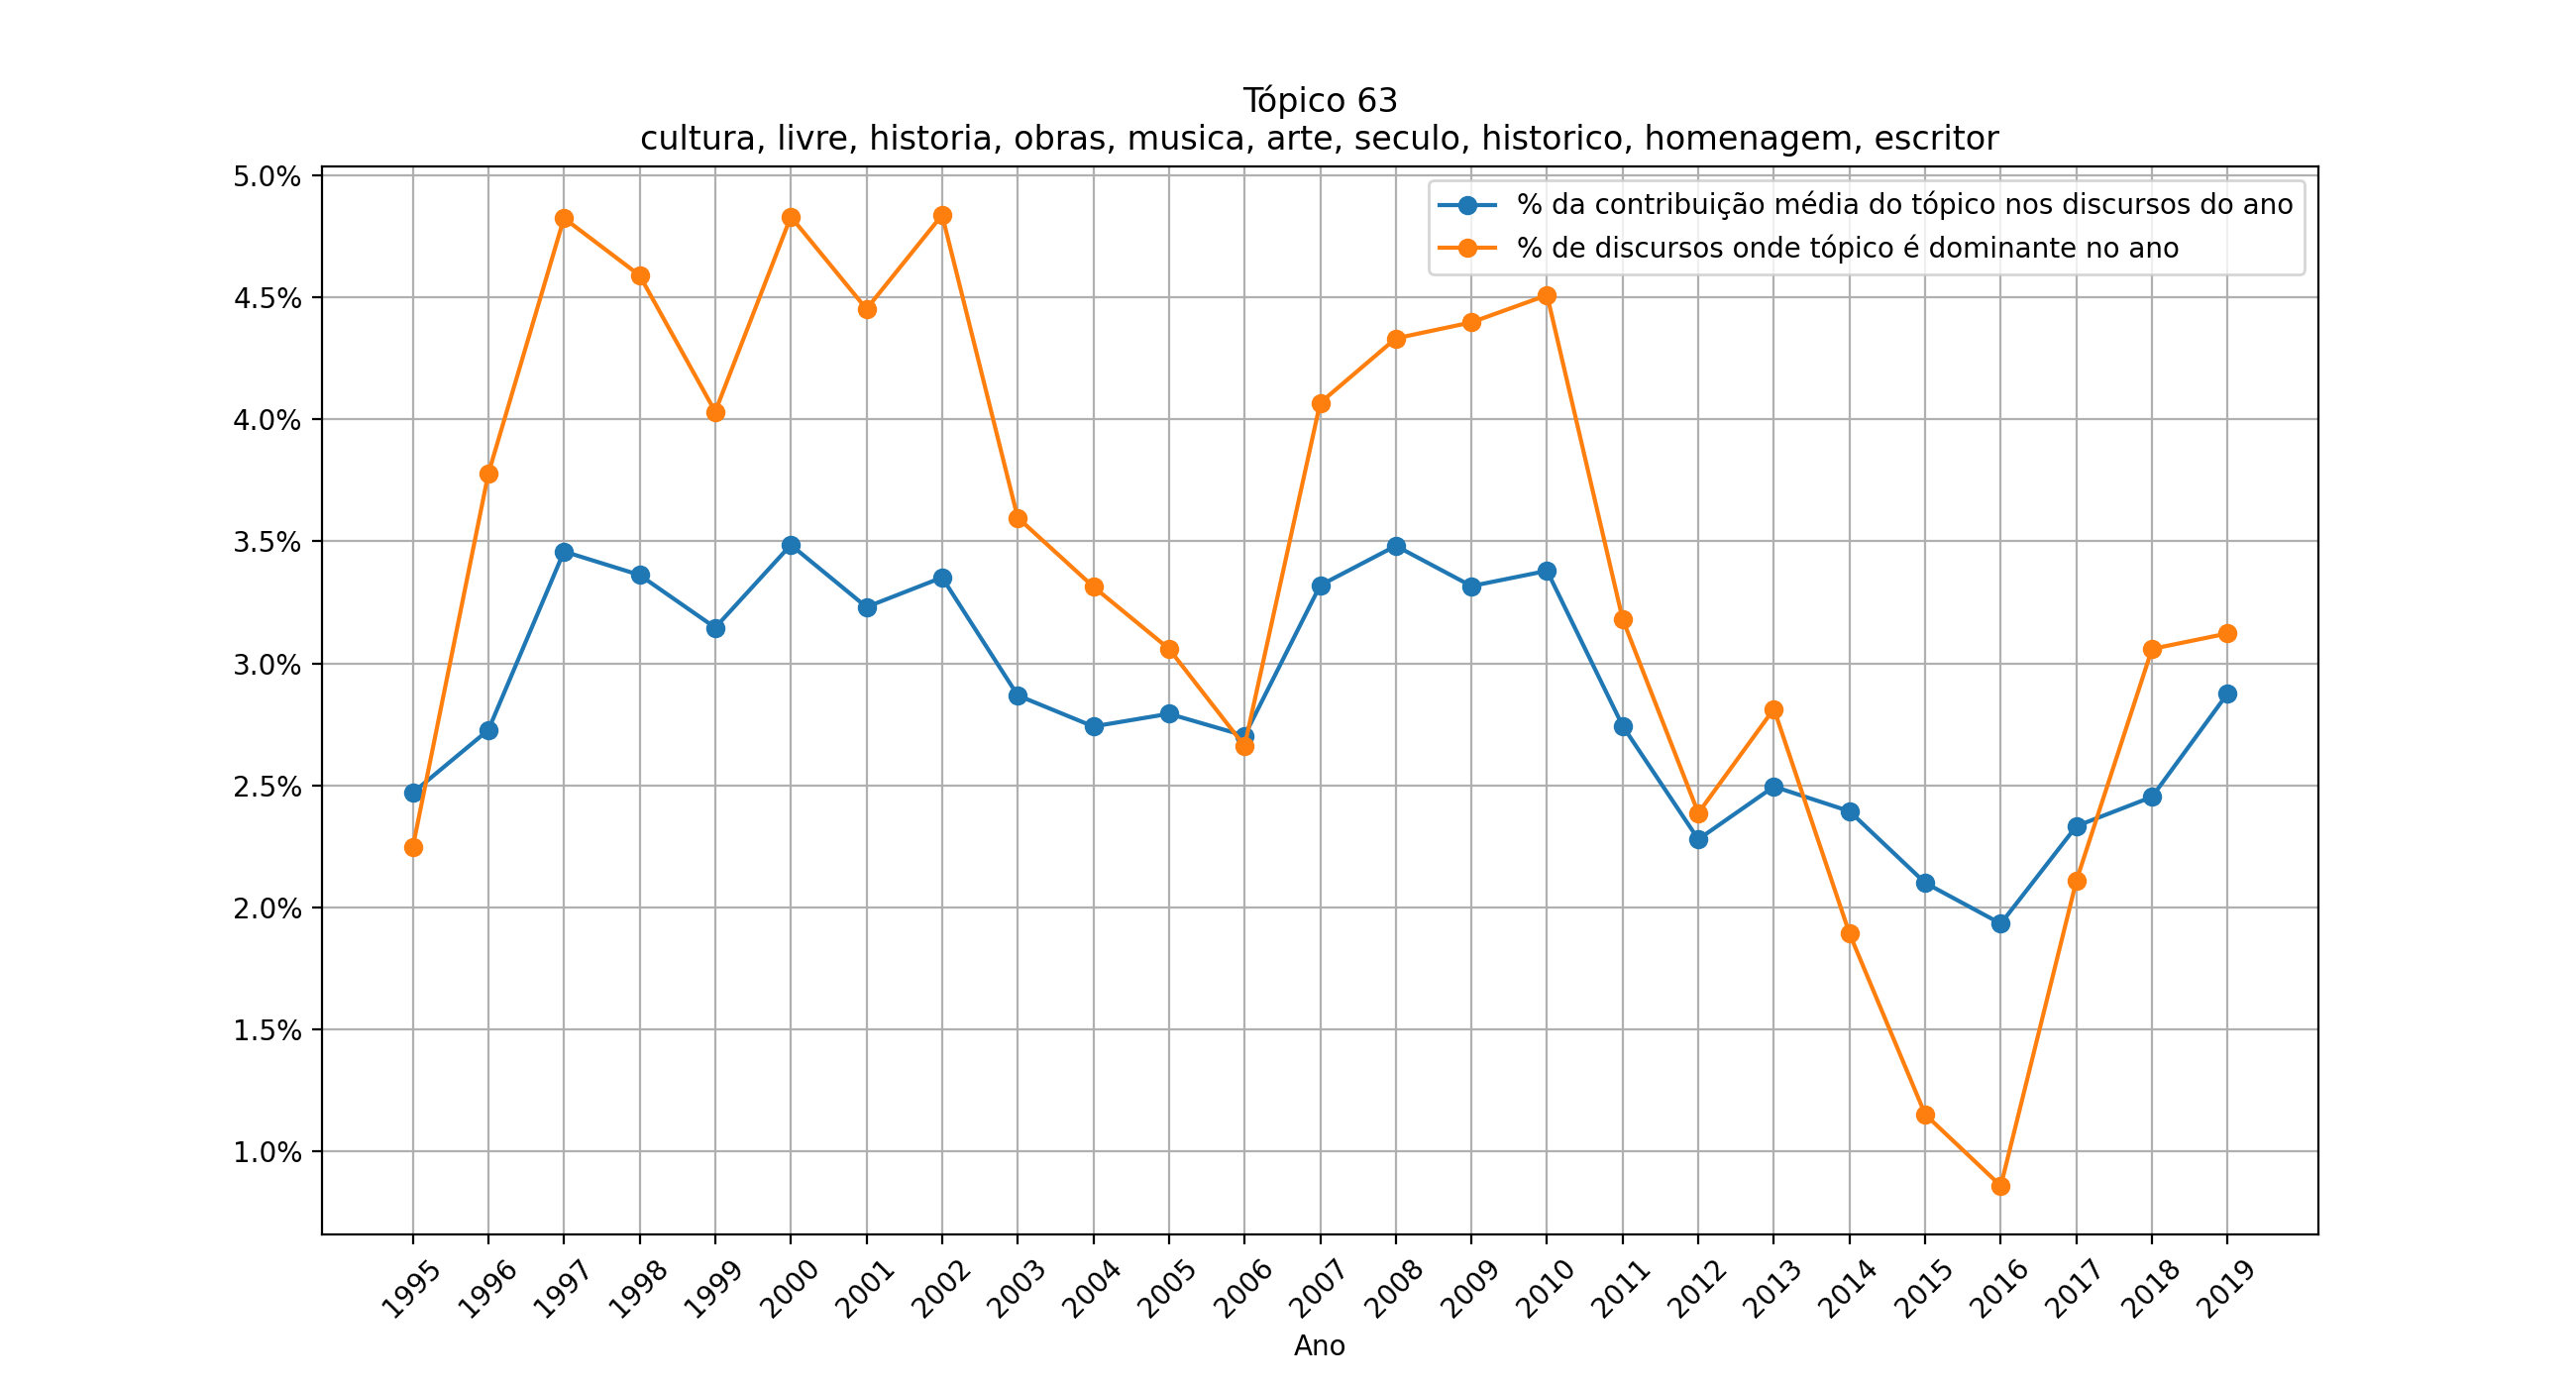 Tópico 63
cultura, livre, historia, obras, musica, arte, seculo, historico, homenagem, escritor
% da contribuição média do tópico nos discursos do ano
% de discursos onde tópico é dominante no ano
5.0%
4.5%
4.0%
3.5%
3.0%
2.5%
2.0%
1.5%
1.0%
1995 1996 1997 1998 1999 2000 2001 2002 2003 2004 2005 2006 2007 2008 2009 2010 2011 2012 2013 2014 2015 2016 2017 2018 2019
Ano